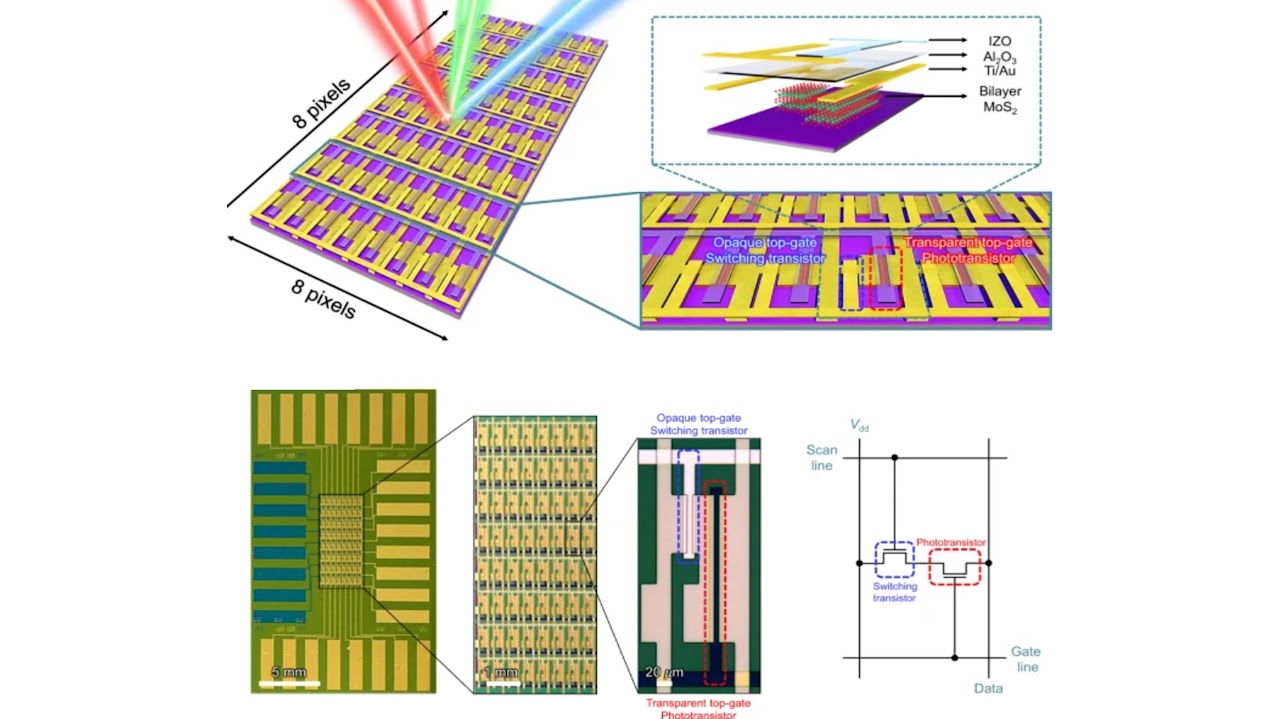 8 pixels
8 pixels
IZO
Al₂O₃
Ti/Au
Bilayer
MoS₂
Opaque top-gate
Switching transistor
Transparent top-gate
Phototransistor
5 mm
1 mm
Opaque top-gate
Switching transistor
20 μm
Transparent top-gate
Phototransistor
Vdd
Scan
line
Phototransistor
Switching
transistor
Gate
line
Data